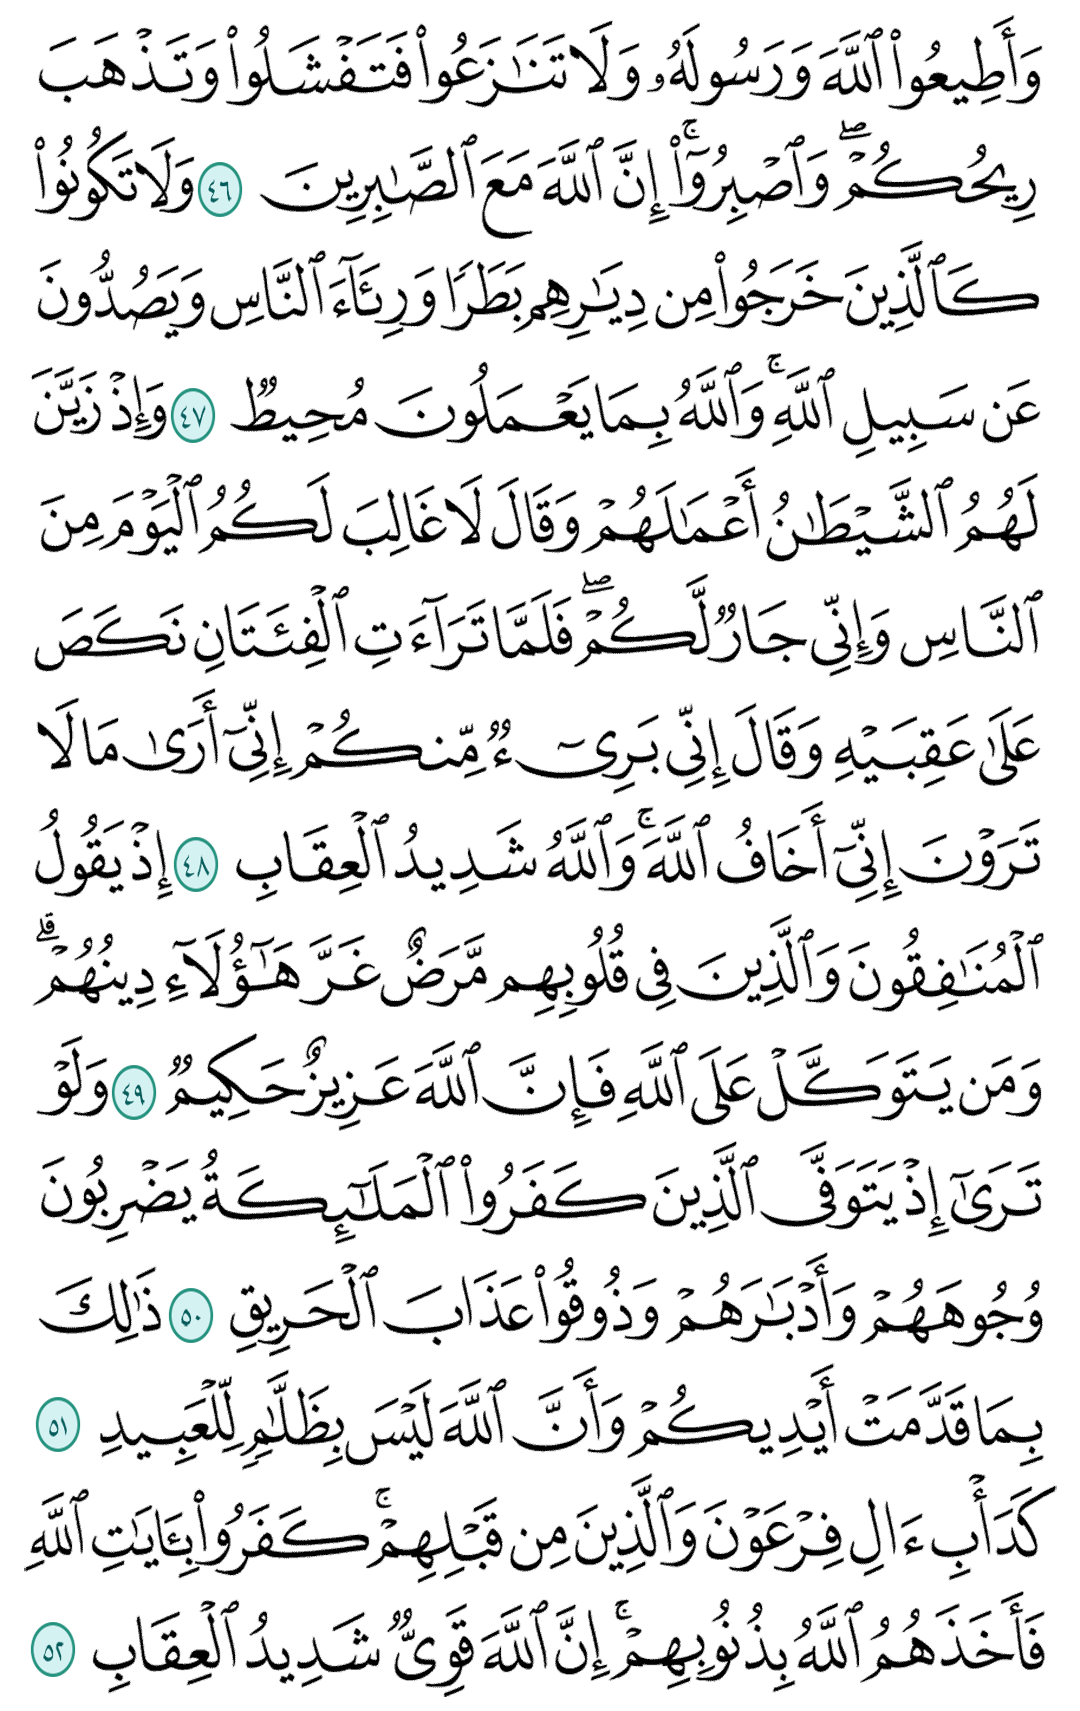 وَأَطِيعُواْ ٱللَّهَ وَرَسُولَهُۥ وَلَا تَنَٰزَعُواْ فَتَفۡشَلُواْ وَتَذۡهَبَ
رِيحُكُمۡۖ وَٱصۡبِرُوٓاْۚ إِنَّ ٱللَّهَ مَعَ ٱلصَّٰبِرِينَ ٤٦ وَلَا تَكُونُواْ
كَٱلَّذِينَ خَرَجُواْ مِن دِيَٰرِهِم بَطَرٗا وَرِئَآءَ ٱلنَّاسِ وَيَصُدُّونَ
عَن سَبِيلِ ٱللَّهِۚ وَٱللَّهُ بِمَا يَعۡمَلُونَ مُحِيطٞ ٤٧ وَإِذۡ زَيَّنَ
لَهُمُ ٱلشَّيۡطَٰنُ أَعۡمَٰلَهُمۡ وَقَالَ لَا غَالِبَ لَكُمُ ٱلۡيَوۡمَ مِنَ
ٱلنَّاسِ وَإِنِّي جَارٞ لَّكُمۡۖ فَلَمَّا تَرَآءَتِ ٱلۡفِئَتَانِ نَكَصَ
عَلَىٰ عَقِبَيۡهِ وَقَالَ إِنِّي بَرِيٓءٞ مِّنكُمۡ إِنِّيٓ أَرَىٰ مَا لَا
تَرَوۡنَ إِنِّيٓ أَخَافُ ٱللَّهَۚ وَٱللَّهُ شَدِيدُ ٱلۡعِقَابِ ٤٨ إِذۡ يَقُولُ
ٱلۡمُنَٰفِقُونَ وَٱلَّذِينَ فِي قُلُوبِهِم مَّرَضٌ غَرَّ هَٰٓؤُلَآءِ دِينُهُمۡۗ
وَمَن يَتَوَكَّلۡ عَلَى ٱللَّهِ فَإِنَّ ٱللَّهَ عَزِيزٌ حَكِيمٞ ٤٩ وَلَوۡ
تَرَىٰٓ إِذۡ يَتَوَفَّى ٱلَّذِينَ كَفَرُواْ ٱلۡمَلَٰٓئِكَةُ يَضۡرِبُونَ
وُجُوهَهُمۡ وَأَدۡبَٰرَهُمۡ وَذُوقُواْ عَذَابَ ٱلۡحَرِيقِ ٥٠ ذَٰلِكَ
بِمَا قَدَّمَتۡ أَيۡدِيكُمۡ وَأَنَّ ٱللَّهَ لَيۡسَ بِظَلَّٰمٖ لِّلۡعَبِيدِ ٥١
كَدَأۡبِ ءَالِ فِرۡعَوۡنَ وَٱلَّذِينَ مِن قَبۡلِهِمۡۚ كَفَرُواْ بِـَٔايَٰتِ ٱللَّهِ
فَأَخَذَهُمُ ٱللَّهُ بِذُنُوبِهِمۡۚ إِنَّ ٱللَّهَ قَوِيّٞ شَدِيدُ ٱلۡعِقَابِ ٥٢